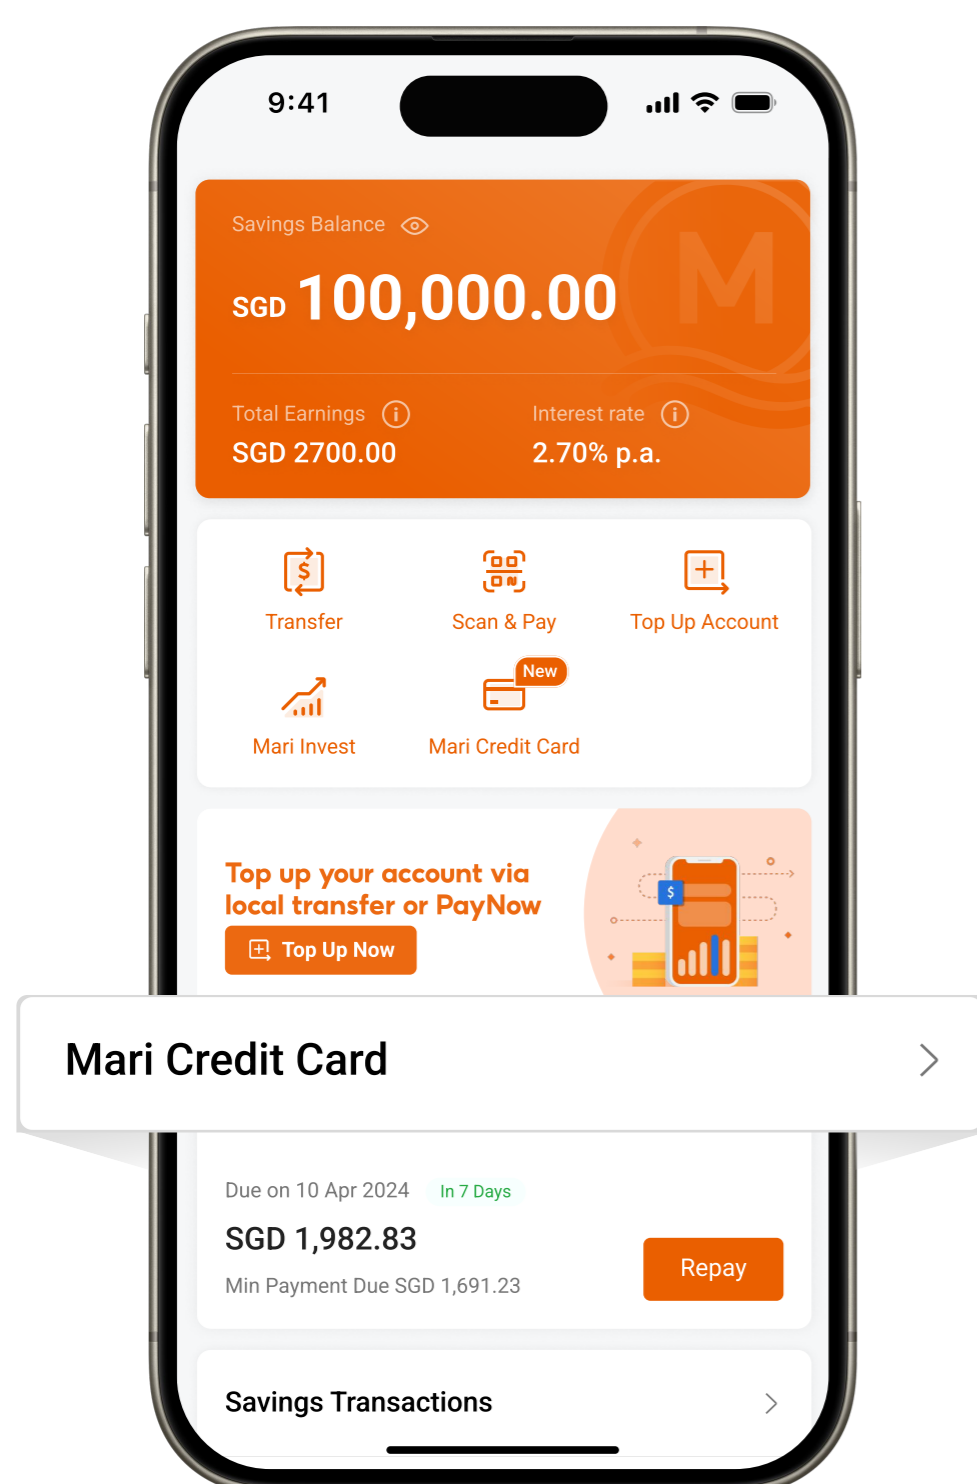 9:41
Savings Balance
SGD 100,000.00
M
Total Earnings
Interest rate
SGD 2700.00
2.70% p.a.
$
Transfer
Scan & Pay
Top Up Account
New
Mari Invest
Mari Credit Card
Top up your account via
local transfer or PayNow
$
Top Up Now
Mari Credit Card
Due on 10 Apr 2024 In 7 Days
SGD 1,982.83
Repay
Min Payment Due SGD 1,691.23
Savings Transactions